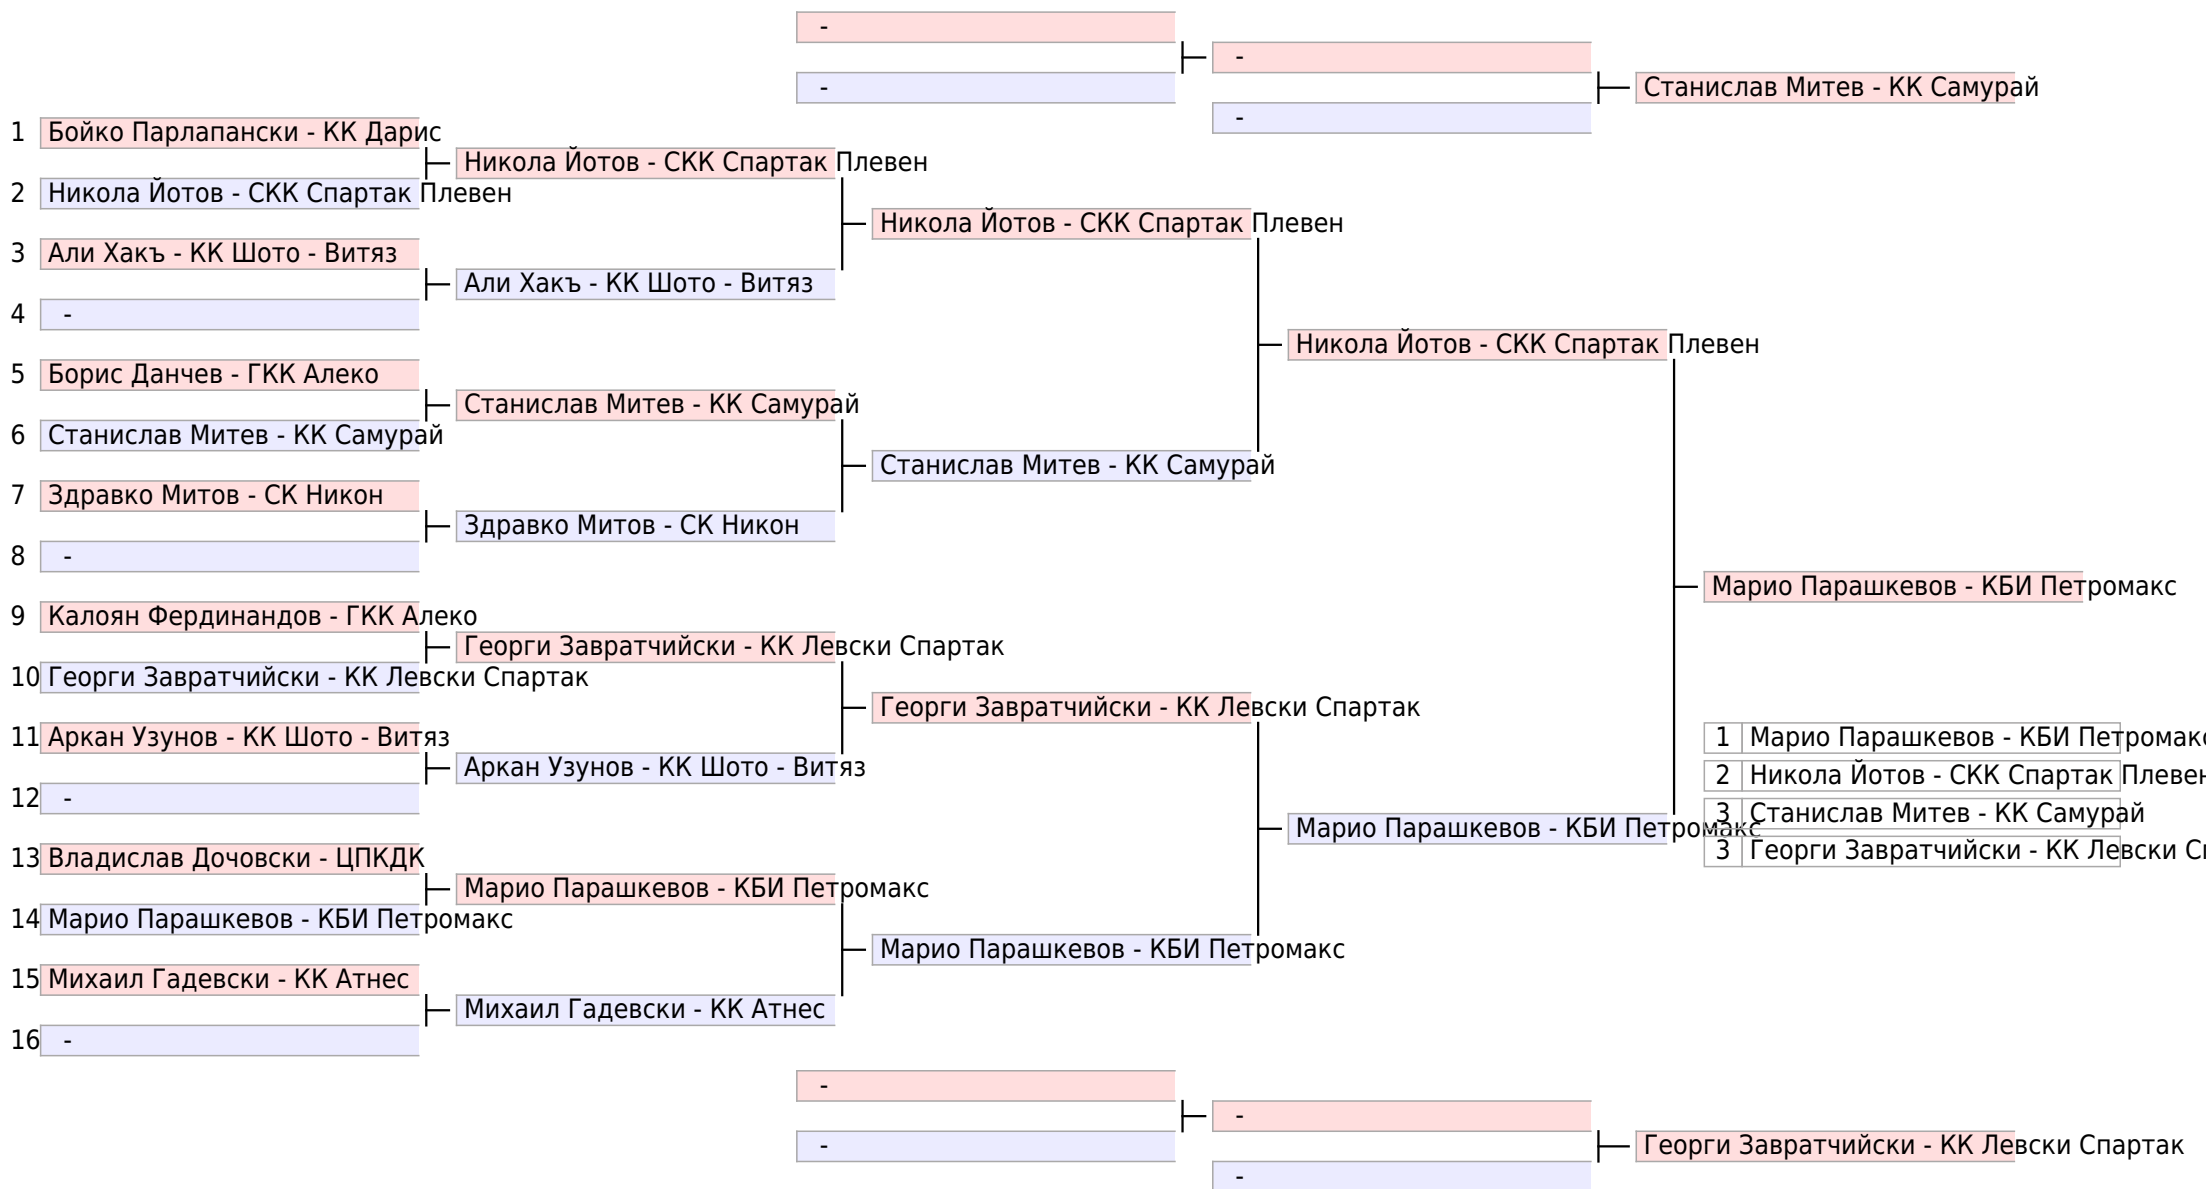 -
-
-
-
Станислав Митев - КК Самурай
1 Бойко Парлапански - КК Дарис
2 Никола Йотов - СКК Спартак Плевен
3 Али Хакъ - КК Шото - Витяз
4 -
5 Борис Данчев - ГКК Алеко
6 Станислав Митев - КК Самурай
7 Здравко Митов - СК Никон
8 -
9 Калоян Фердинандов - ГКК Алеко
10 Георги Завратчийски - КК Левски Спартак
11 Аркан Узунов - КК Шото - Витяз
12 -
13 Владислав Дочовски - ЦПКДК
14 Марио Парашкевов - КБИ Петромакс
15 Михаил Гадевски - КК Атнес
16 -
Никола Йотов - СКК Спартак Плевен
Али Хакъ - КК Шото - Витяз
Станислав Митев - КК Самурай
Здравко Митов - СК Никон
Георги Завратчийски - КК Левски Спартак
Аркан Узунов - КК Шото - Витяз
Марио Парашкевов - КБИ Петромакс
Михаил Гадевски - КК Атнес
Никола Йотов - СКК Спартак Плевен
Станислав Митев - КК Самурай
Георги Завратчийски - КК Левски Спартак
Марио Парашкевов - КБИ Петромакс
Никола Йотов - СКК Спартак Плевен
Марио Парашкевов - КБИ Петромакс
Марио Парашкевов - КБИ Петромакс
1 Марио Парашкевов - КБИ Петромакс
2 Никола Йотов - СКК Спартак Плевен
3 Станислав Митев - КК Самурай
3 Георги Завратчийски - КК Левски
-
-
-
-
Георги Завратчийски - КК Левски Спартак